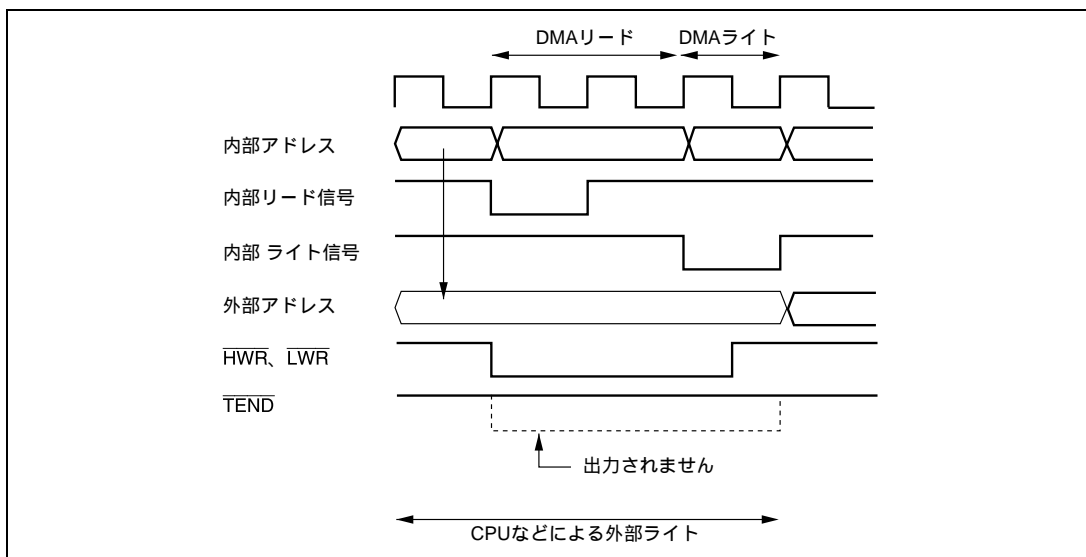 DMAリード DMAライト
内部アドレス
内部リード信号
内部 ライト信号
外部アドレス
HWR、LWR
TEND
出力されません
CPUなどによる外部ライト